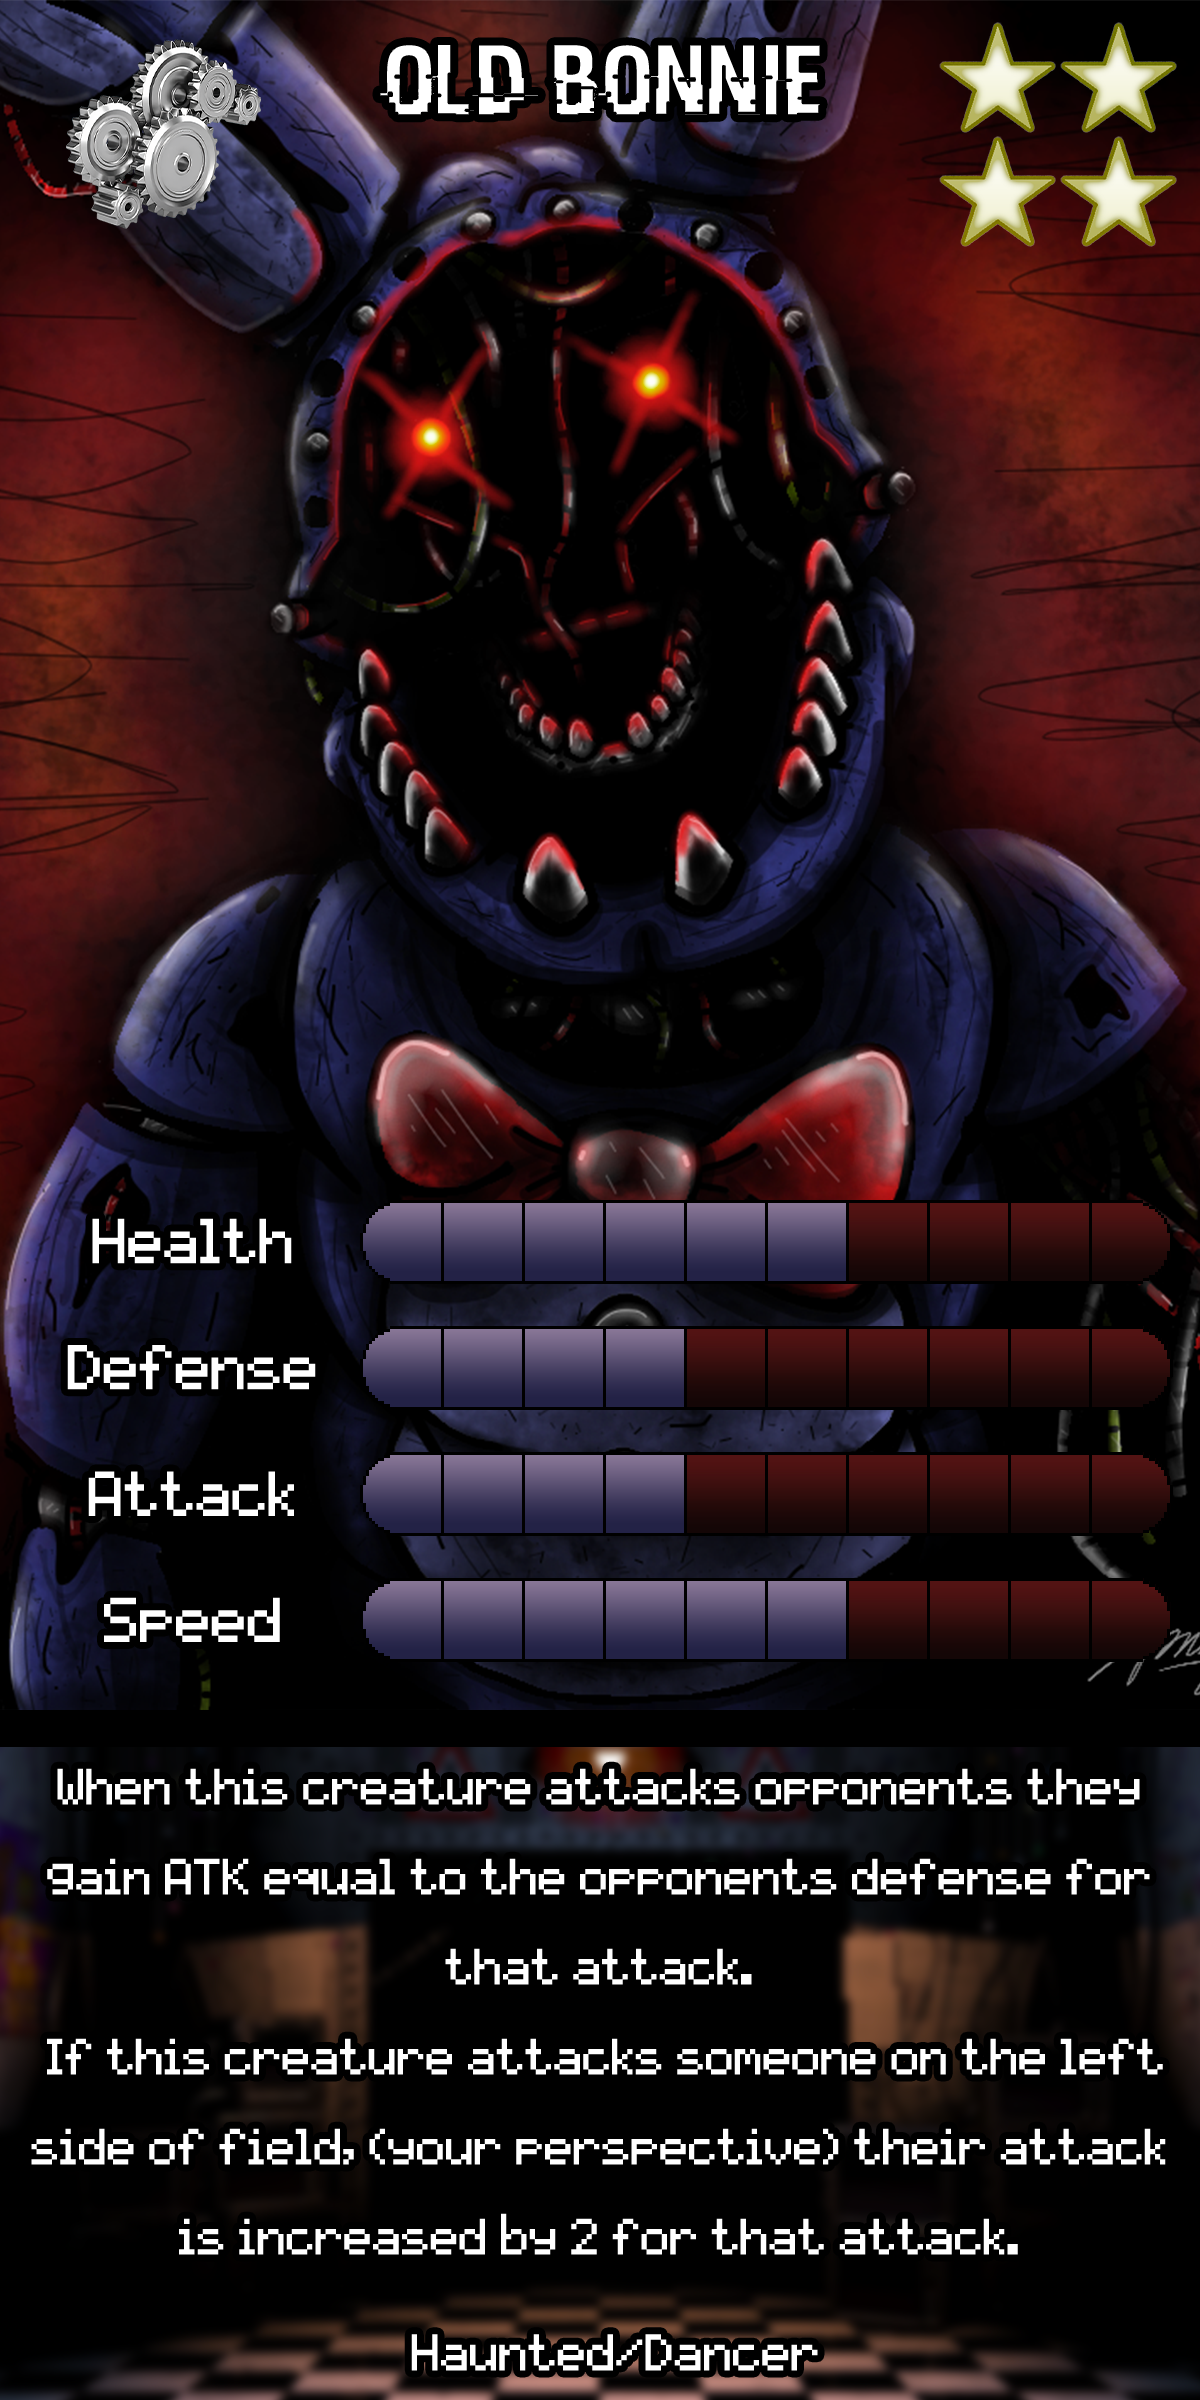 OLD BONNIE
Health
Defense
Attack
Speed
When this creature attacks opponents they
gain ATK equal to the opponents defense for
that attack.
If this creature attacks someone on the left
side of field, (your perspective) their attack
is increased by 2 for that attack.
Haunted/Dancer